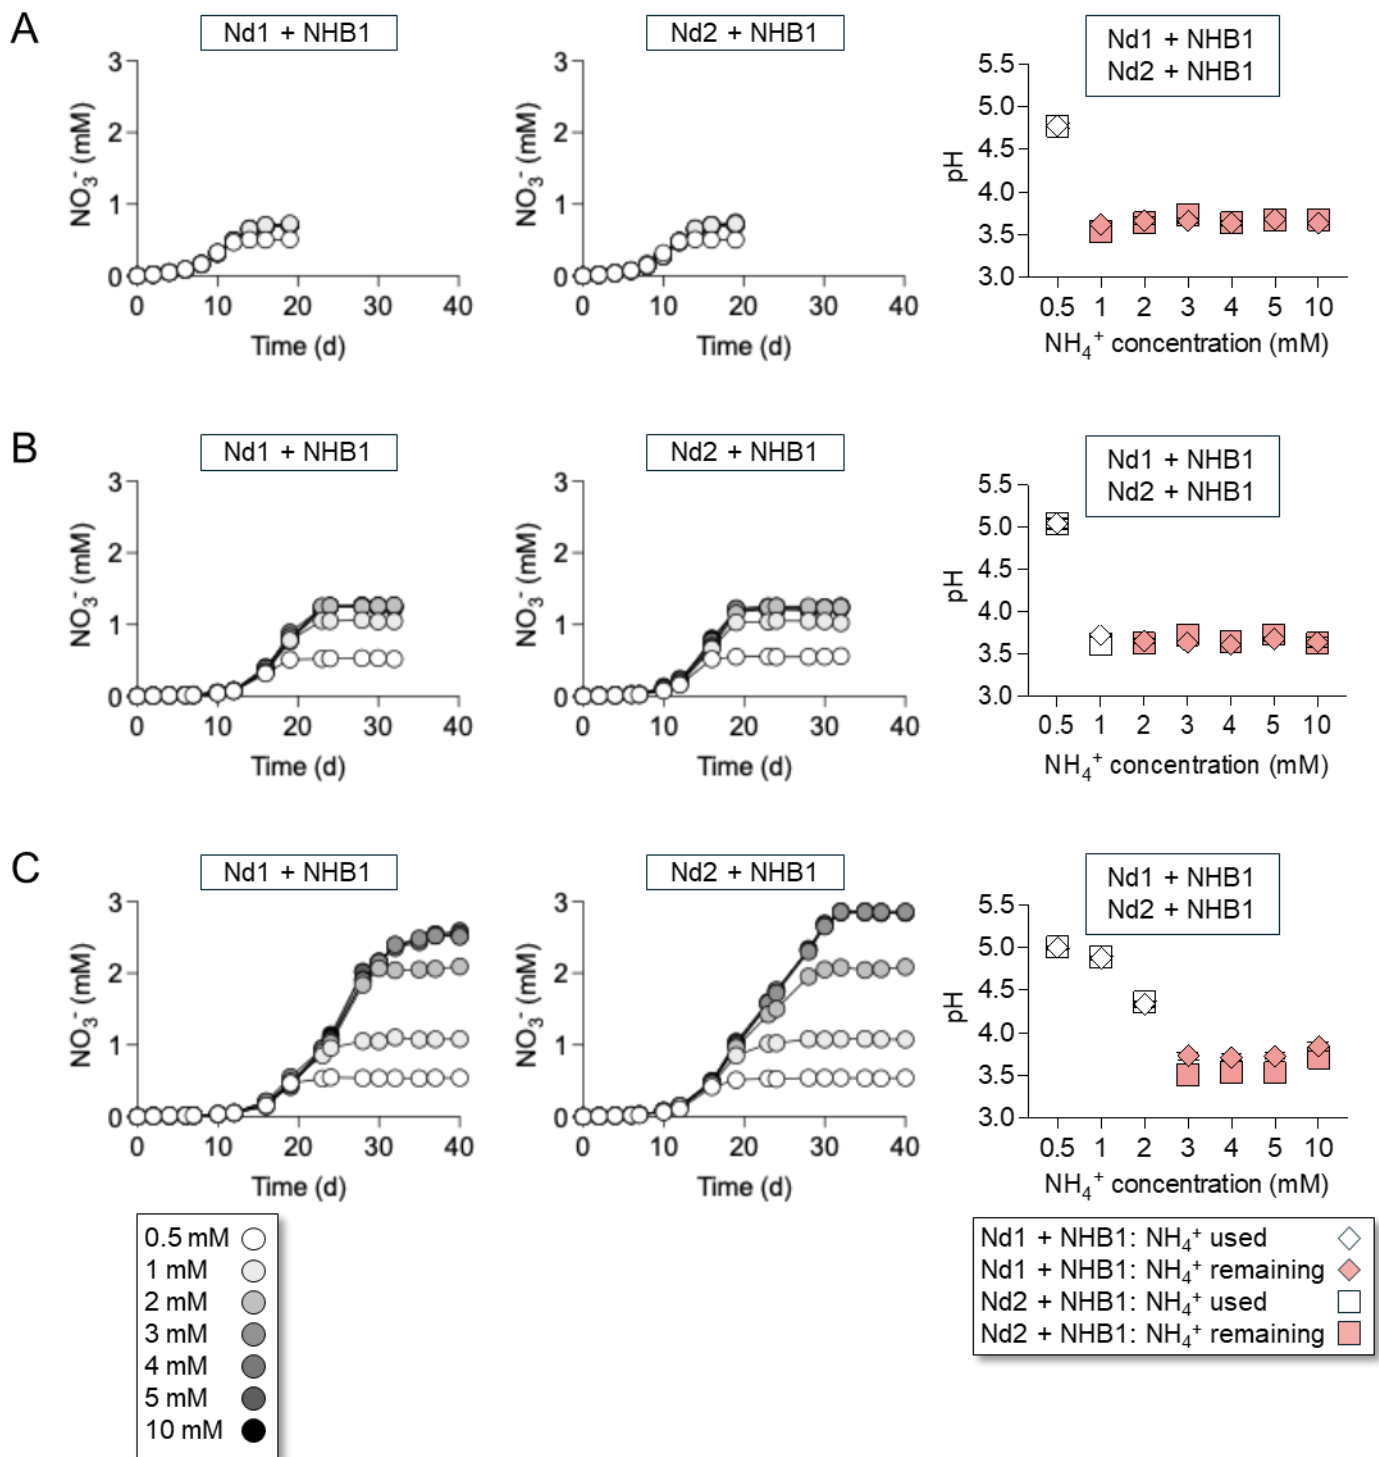 A
Nd1 + NHB1
NO₃⁻ (mM)
3
2
1
0
0 10 20 30 40
Time (d)
Nd2 + NHB1
NO₃⁻ (mM)
3
2
1
0
0 10 20 30 40
Time (d)
Nd1 + NHB1
Nd2 + NHB1
pH
5.5
5.0
4.5
4.0
3.5
3.0
0.5 1 2 3 4 5 10
NH₄⁺ concentration (mM)
B
Nd1 + NHB1
NO₃⁻ (mM)
3
2
1
0
0 10 20 30 40
Time (d)
Nd2 + NHB1
NO₃⁻ (mM)
3
2
1
0
0 10 20 30 40
Time (d)
Nd1 + NHB1
Nd2 + NHB1
pH
5.5
5.0
4.5
4.0
3.5
3.0
0.5 1 2 3 4 5 10
NH₄⁺ concentration (mM)
C
Nd1 + NHB1
NO₃⁻ (mM)
3
2
1
0
0 10 20 30 40
Time (d)
Nd2 + NHB1
NO₃⁻ (mM)
3
2
1
0
0 10 20 30 40
Time (d)
Nd1 + NHB1
Nd2 + NHB1
pH
5.5
5.0
4.5
4.0
3.5
3.0
0.5 1 2 3 4 5 10
NH₄⁺ concentration (mM)
0.5 mM
1 mM
2 mM
3 mM
4 mM
5 mM
10 mM
Nd1 + NHB1: NH₄⁺ used
Nd1 + NHB1: NH₄⁺ remaining
Nd2 + NHB1: NH₄⁺ used
Nd2 + NHB1: NH₄⁺ remaining